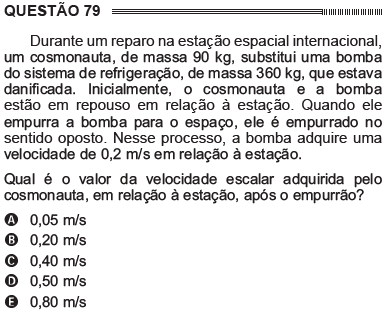 QUESTÃO 79
Durante um reparo na estação espacial internacional,
um cosmonauta, de massa 90 kg, substitui uma bomba
do sistema de refrigeração, de massa 360 kg, que estava
danificada. Inicialmente, o cosmonauta e a bomba
estão em repouso em relação à estação. Quando ele
empurra a bomba para o espaço, ele é empurrado no
sentido oposto. Nesse processo, a bomba adquire uma
velocidade de 0,2 m/s em relação à estação.
Qual é o valor da velocidade escalar adquirida pelo
cosmonauta, em relação à estação, após o empurrão?
A 0,05 m/s
B 0,20 m/s
C 0,40 m/s
D 0,50 m/s
E 0,80 m/s